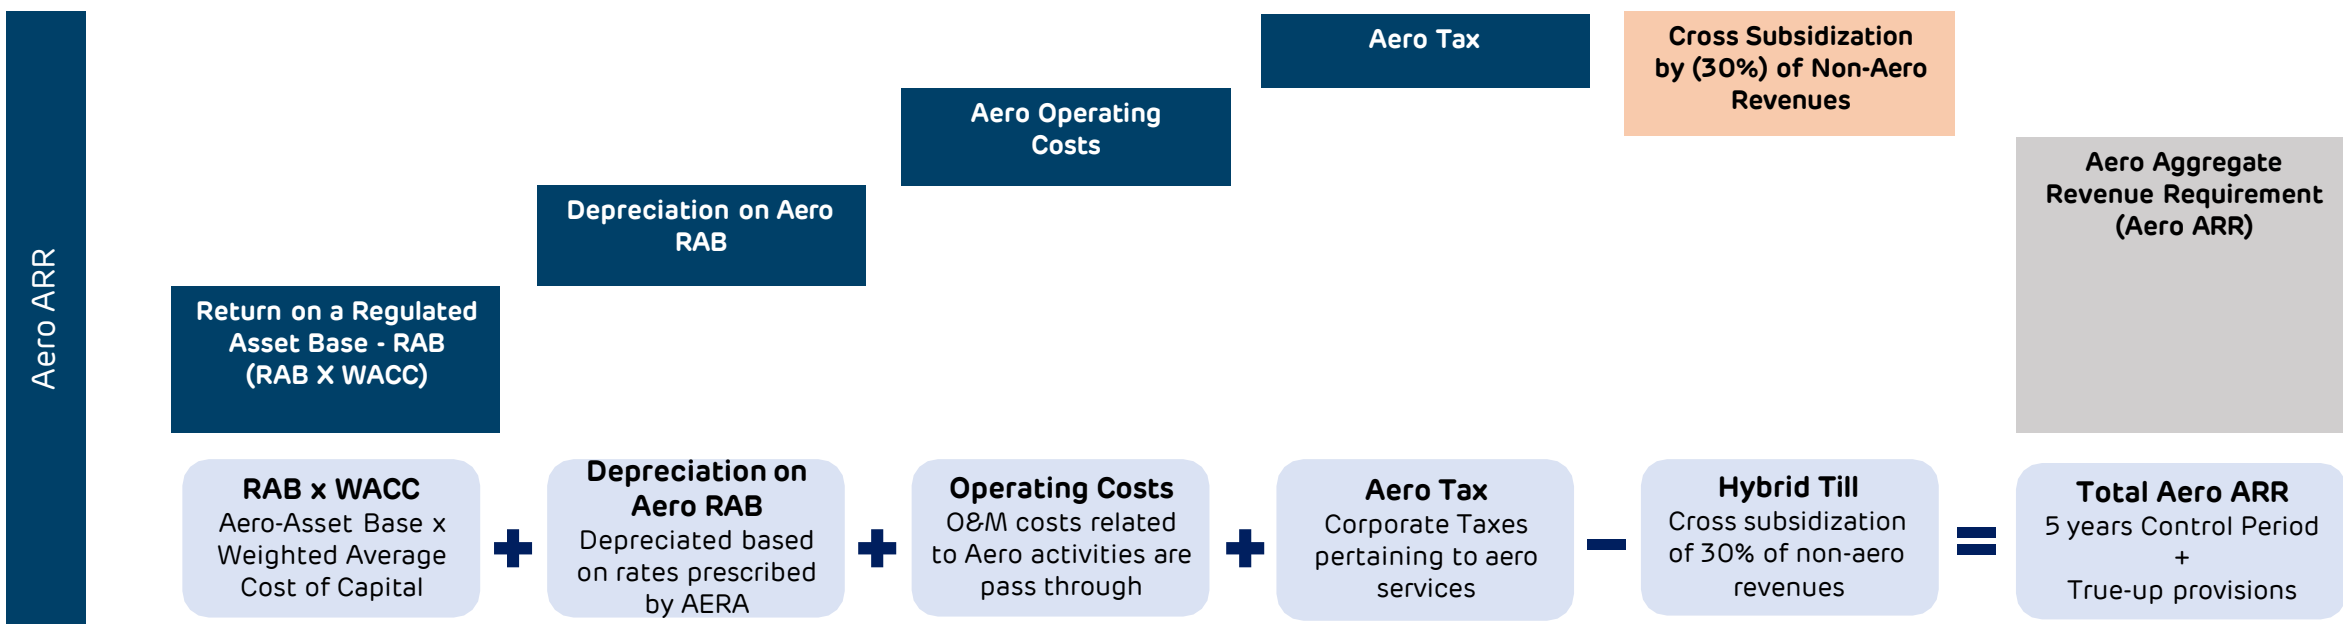 Aero ARR
Return on a Regulated
Asset Base - RAB
(RAB X WACC)
Depreciation on Aero
RAB
Aero Operating
Costs
Aero Tax
Cross Subsidization
by (30%) of Non-Aero
Revenues
Aero Aggregate
Revenue Requirement
(Aero ARR)
RAB x WACC
Aero-Asset Base x
Weighted Average
Cost of Capital
+
Depreciation on
Aero RAB
Depreciated based
on rates prescribed
by AERA
+
Operating Costs
O&M costs related
to Aero activities are
pass through
+
Aero Tax
Corporate Taxes
pertaining to aero
services
−
Hybrid Till
Cross subsidization
of 30% of non-aero
revenues
=
Total Aero ARR
5 years Control Period
+
True-up provisions